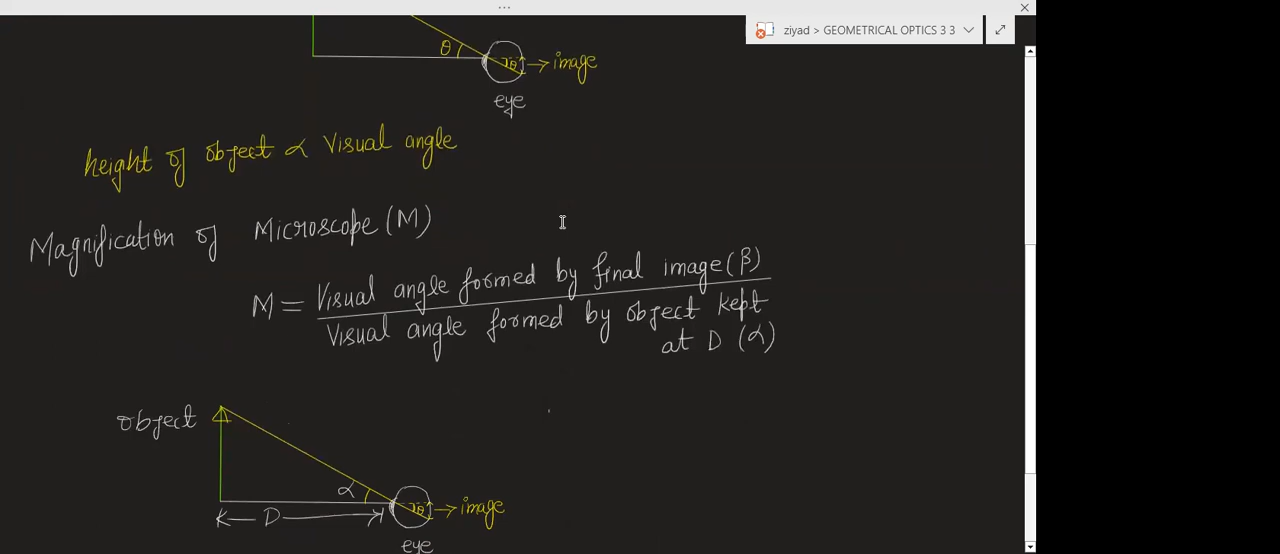 ziyad > GEOMETRICAL OPTICS 3 3
θ
θ → image
eye
height of object α Visual angle
Magnification of Microscope (M)
M = Visual angle formed by final image (β)
Visual angle formed by object kept
at D (α)
object
α
θ → image
D
eye